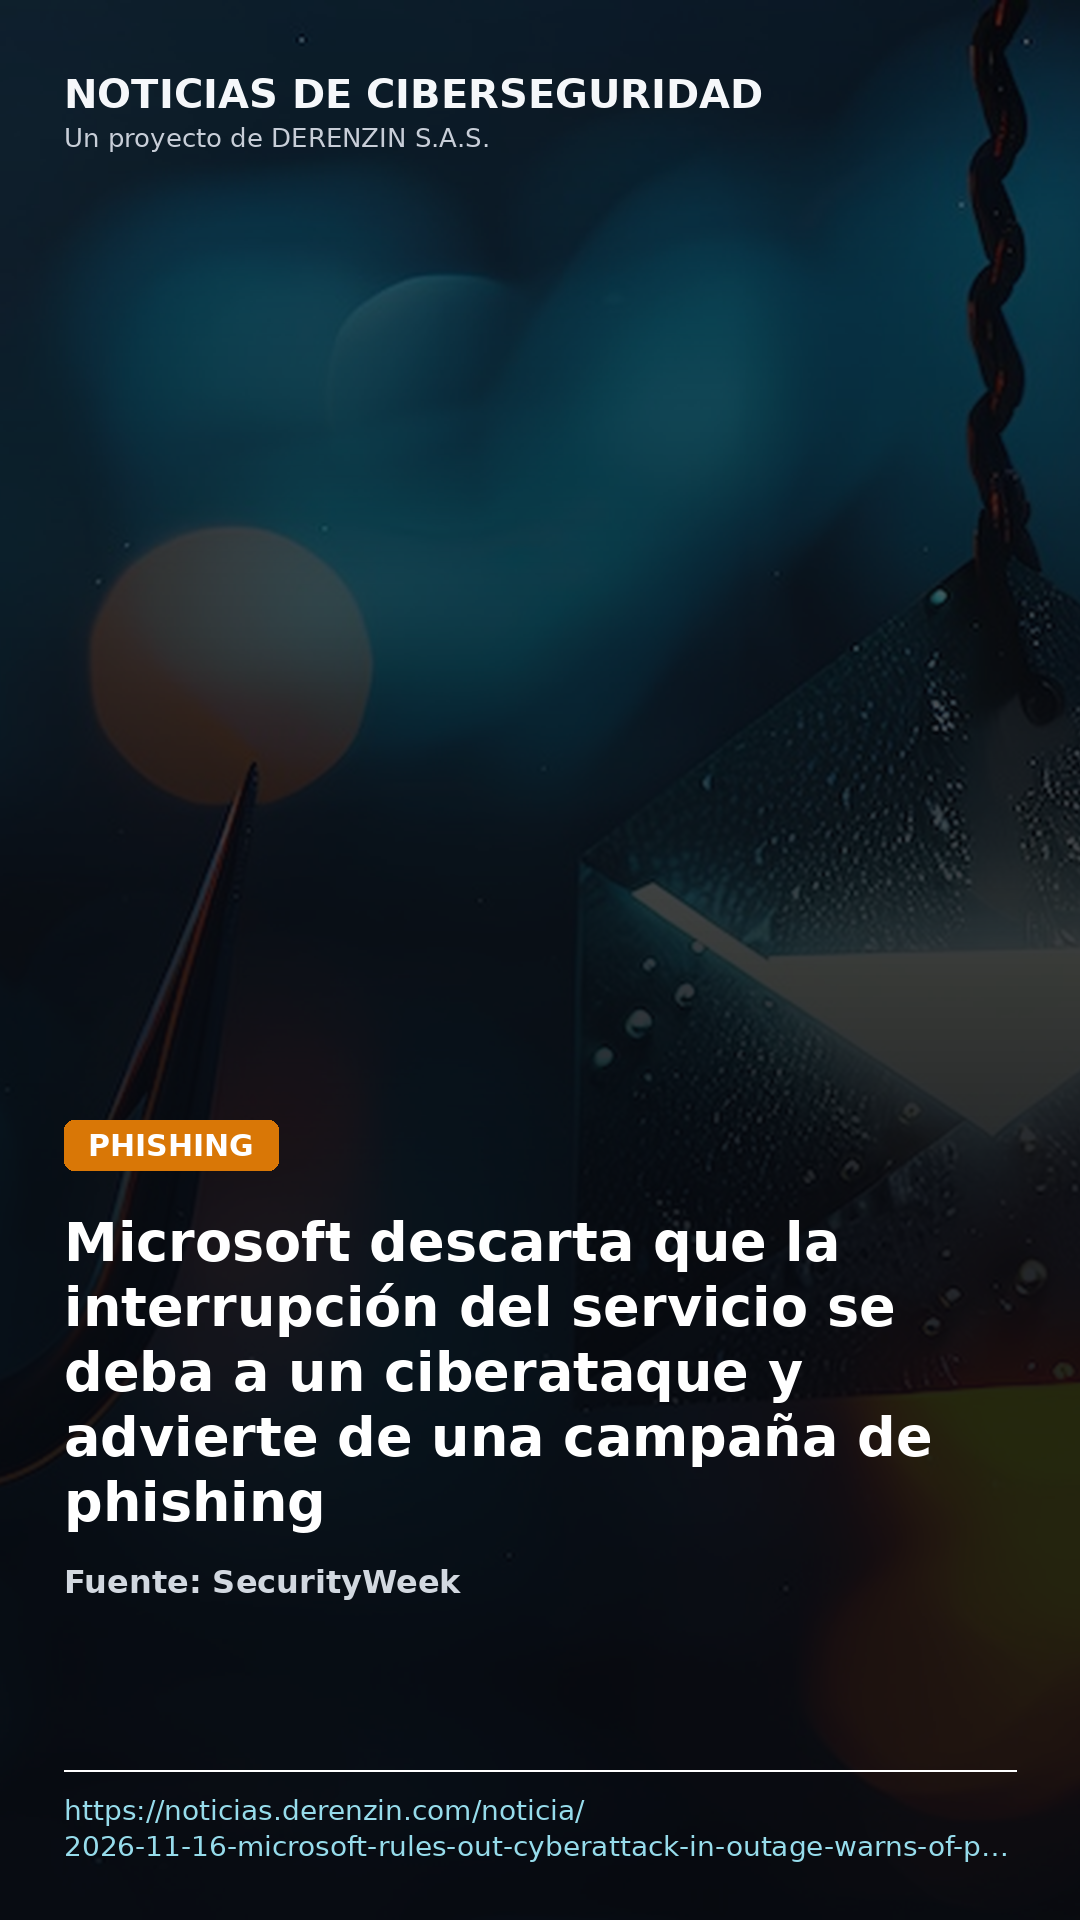 NOTICIAS DE CIBERSEGURIDAD
Un proyecto de DERENZIN S.A.S.
PHISHING
Microsoft descarta que la
interrupción del servicio se
deba a un ciberataque y
advierte de una campaña de
phishing
Fuente: SecurityWeek
https://noticias.derenzin.com/noticia/
2026-11-16-microsoft-rules-out-cyberattack-in-outage-warns-of-p…